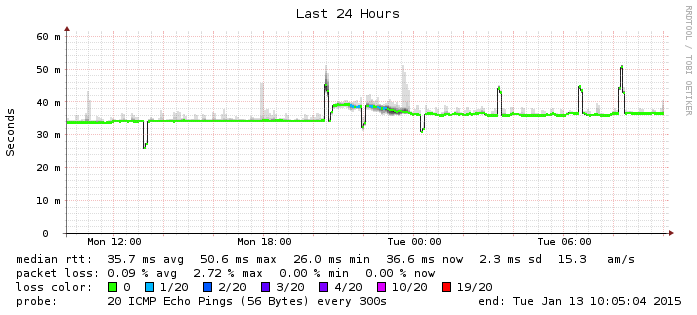 Last 24 Hours
RRDTOOL / TOBI OETIKER
Seconds
60 m
50 m
40 m
30 m
20 m
10 m
0
Mon 12:00 Mon 18:00 Tue 00:00 Tue 06:00
median rtt: 35.7 ms avg 50.6 ms max 26.0 ms min 36.6 ms now 2.3 ms sd 15.3 am/s
packet loss: 0.09 % avg 2.72 % max 0.00 % min 0.00 % now
loss color: 0 1/20 2/20 3/20 4/20 10/20 19/20
probe: 20 ICMP Echo Pings (56 Bytes) every 300s end: Tue Jan 13 10:05:04 2015